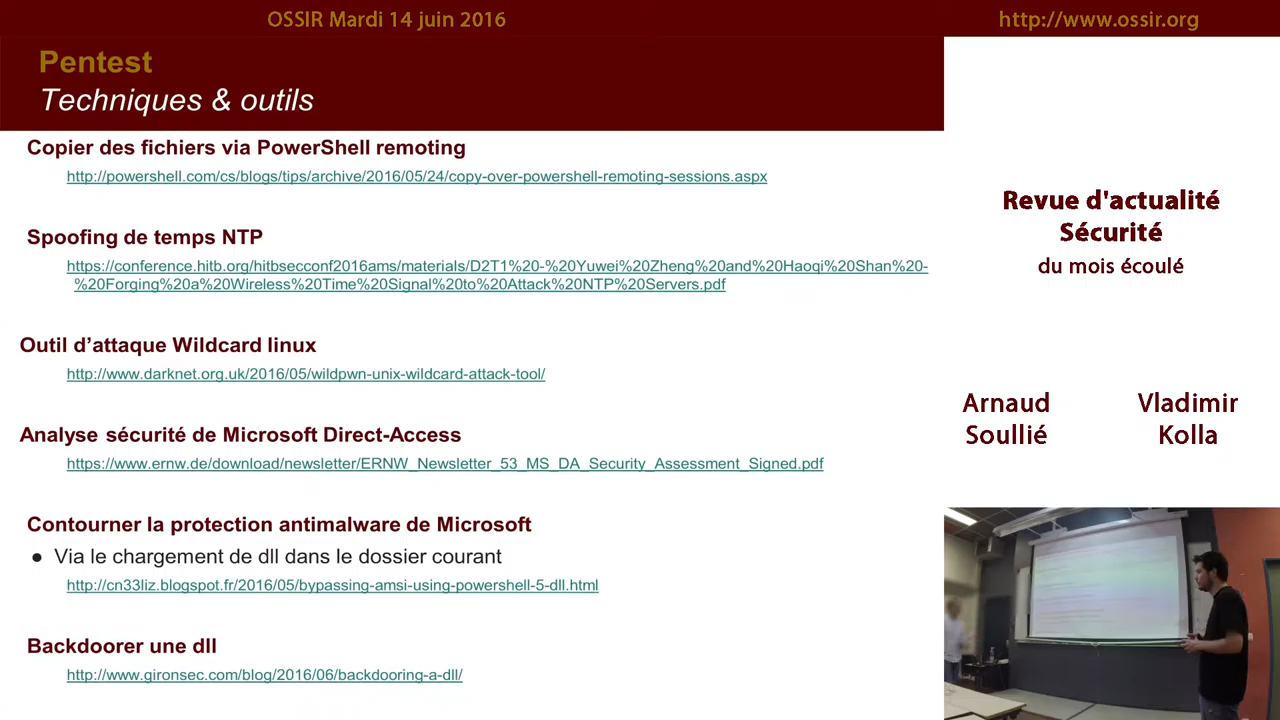 OSSIR Mardi 14 juin 2016
http://www.ossir.org
Pentest
Techniques & outils
Copier des fichiers via PowerShell remoting
http://powershell.com/cs/blogs/tips/archive/2016/05/24/copy-over-powershell-remoting-sessions.aspx
Spoofing de temps NTP
https://conference.hitb.org/hitbsecconf2016ams/materials/D2T1%20-%20Yuwei%20Zheng%20and%20Haoqi%20Shan%20-
%20Forging%20a%20Wireless%20Time%20Signal%20to%20Attack%20NTP%20Servers.pdf
Outil d’attaque Wildcard linux
http://www.darknet.org.uk/2016/05/wildpwn-unix-wildcard-attack-tool/
Analyse sécurité de Microsoft Direct-Access
https://www.ernw.de/download/newsletter/ERNW_Newsletter_53_MS_DA_Security_Assessment_Signed.pdf
Contourner la protection antimalware de Microsoft
● Via le chargement de dll dans le dossier courant
http://cn33liz.blogspot.fr/2016/05/bypassing-amsi-using-powershell-5-dll.html
Backdoorer une dll
http://www.gironsec.com/blog/2016/06/backdooring-a-dll/
Revue d'actualité
Sécurité
du mois écoulé
Arnaud
Soullié
Vladimir
Kolla